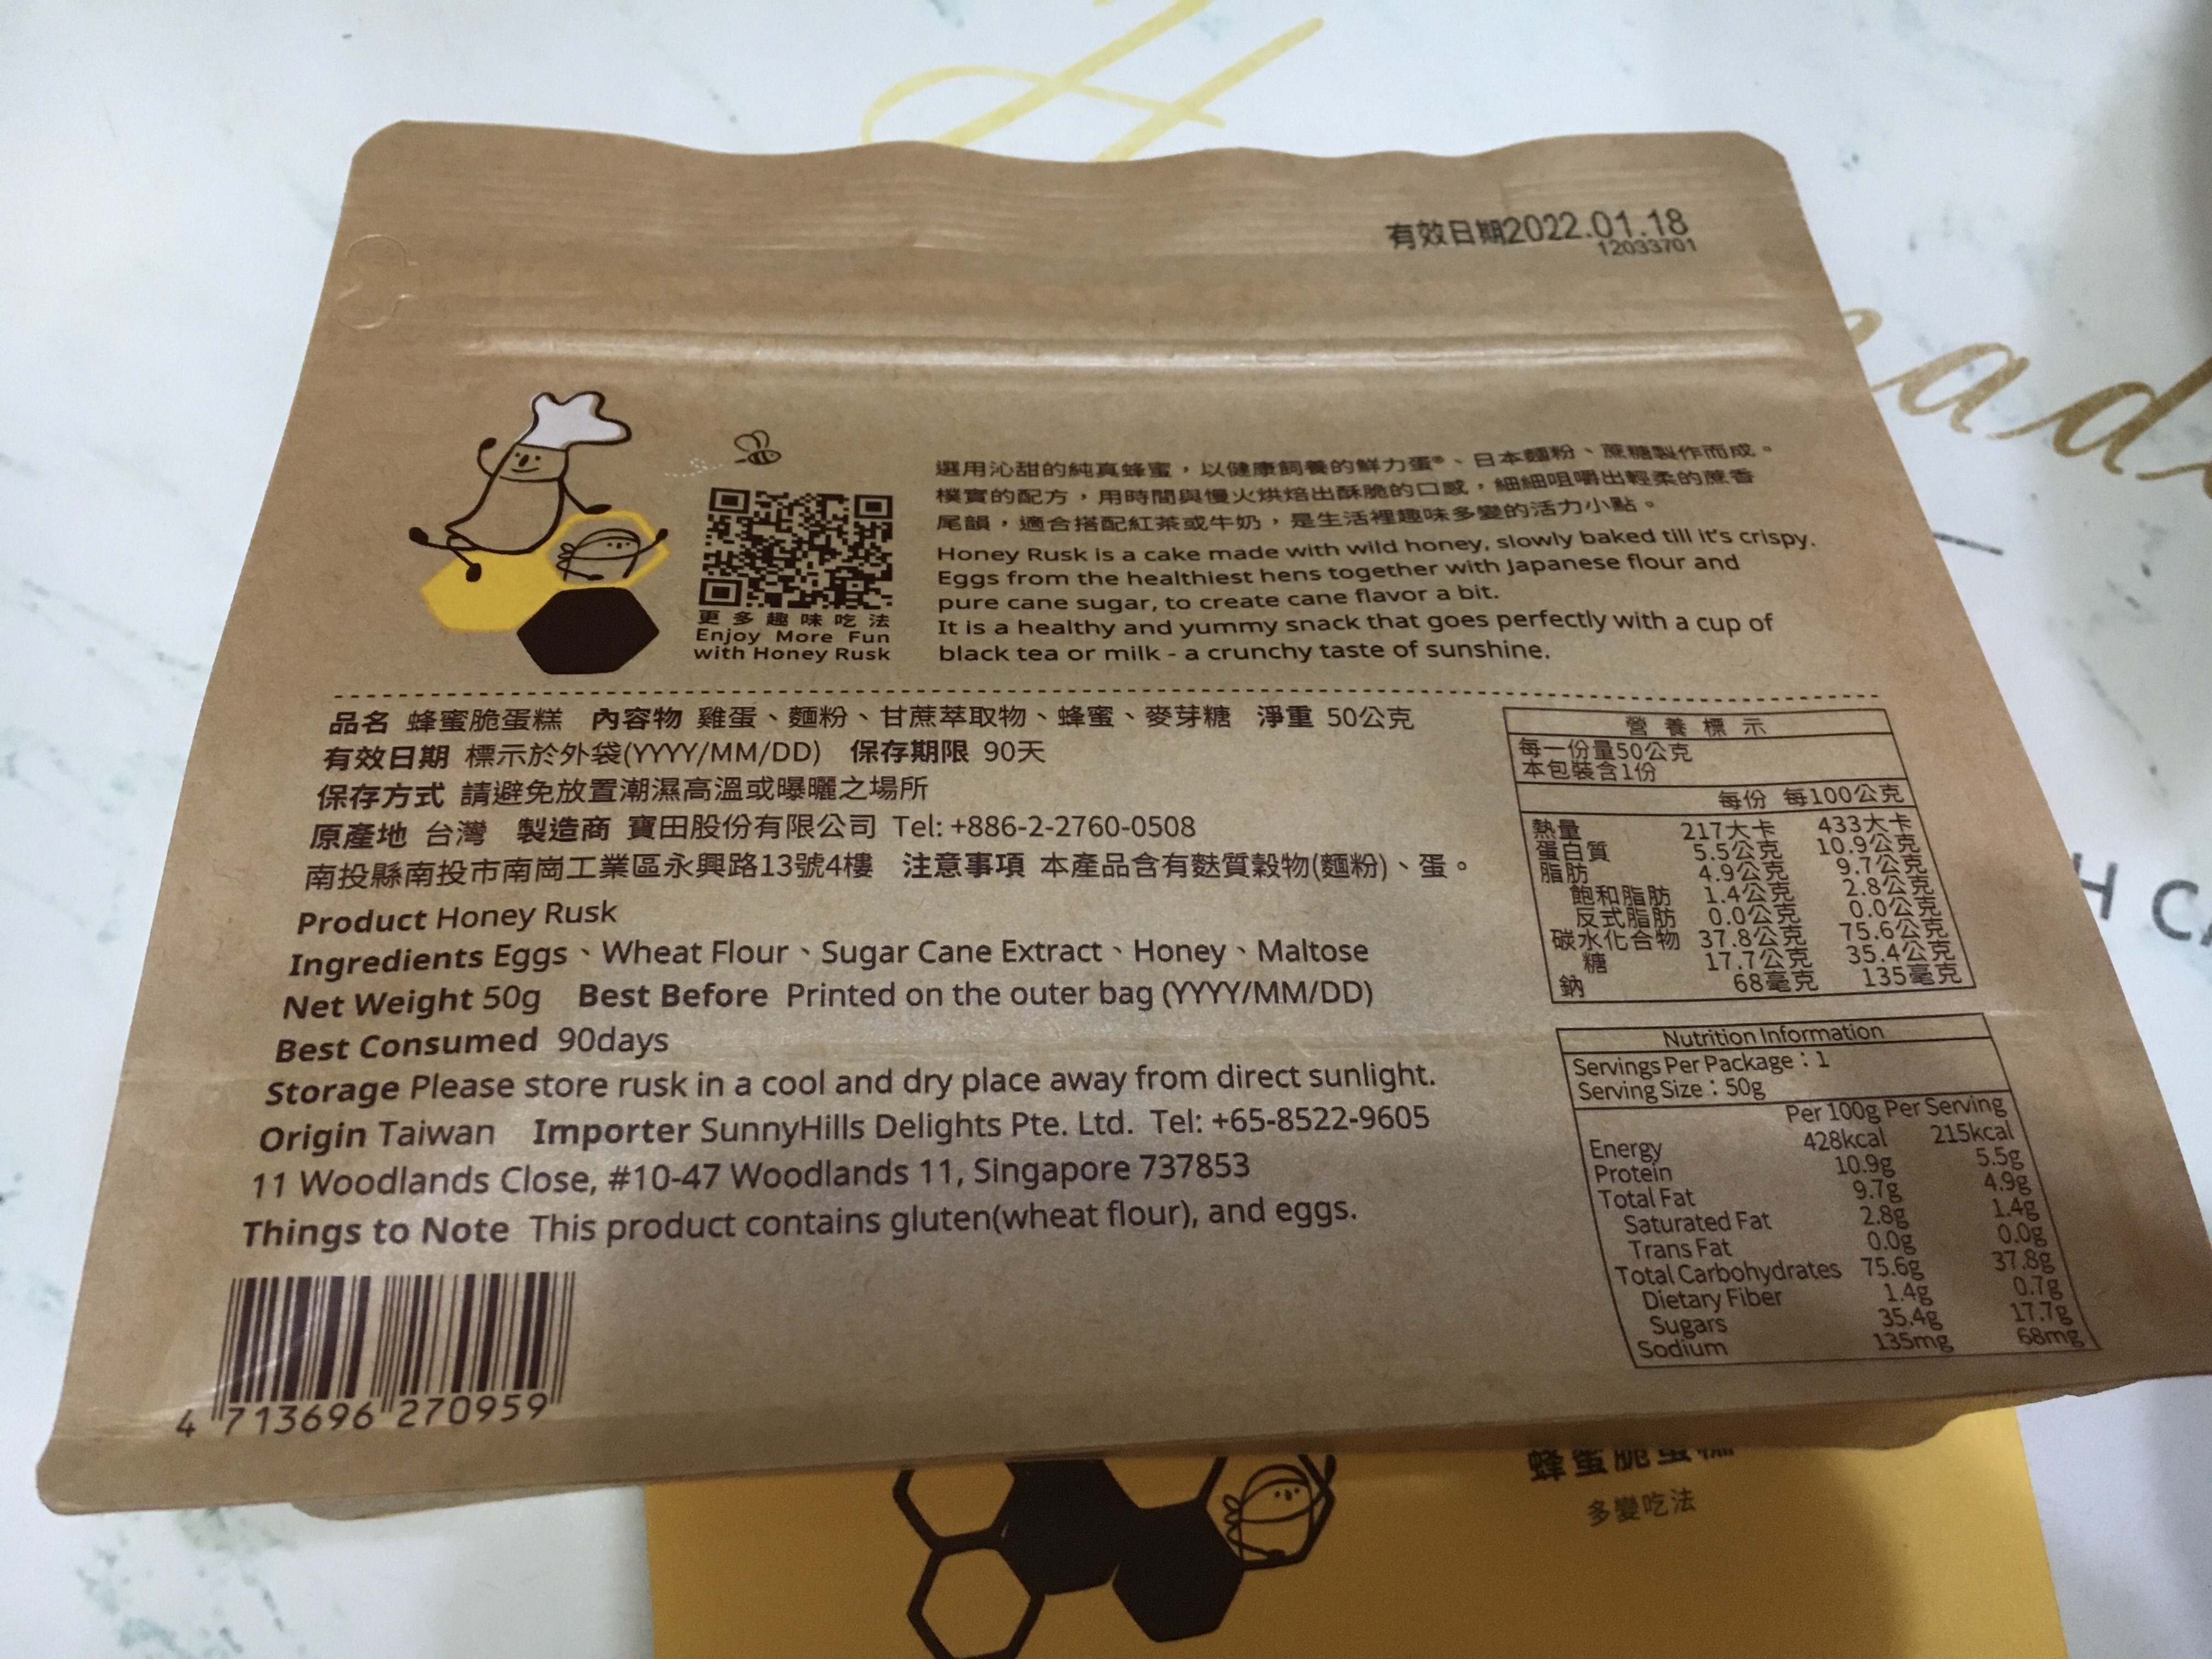 有效日期2022.01.18
12033701
選用沁甜的純真蜂蜜，以健康飼養的鮮力蛋®、日本麵粉、蔗糖製作而成。
樸實的配方，用時間與慢火烘焙出酥脆的口感，細細咀嚼出輕柔的蔗香
尾韻，適合搭配紅茶或牛奶，是生活裡趣味多變的活力小點。
Honey Rusk is a cake made with wild honey, slowly baked till it's crispy.
Eggs from the healthiest hens together with Japanese flour and
pure cane sugar, to create cane flavor a bit.
It is a healthy and yummy snack that goes perfectly with a cup of
black tea or milk - a crunchy taste of sunshine.
更多趣味吃法
Enjoy More Fun
with Honey Rusk
品名 蜂蜜脆蛋糕 內容物 雞蛋、麵粉、甘蔗萃取物、蜂蜜、麥芽糖 淨重 50公克
有效日期 標示於外袋(YYYY/MM/DD) 保存期限 90天
保存方式 請避免放置潮濕高溫或曝曬之場所
原產地 台灣 製造商 寶田股份有限公司 Tel: +886-2-2760-0508
南投縣南投市南崗工業區永興路13號4樓 注意事項 本產品含有麩質穀物(麵粉)、蛋。
Product Honey Rusk
Ingredients Eggs、Wheat Flour、Sugar Cane Extract、Honey、Maltose
Net Weight 50g Best Before Printed on the outer bag (YYYY/MM/DD)
Best Consumed 90days
Storage Please store rusk in a cool and dry place away from direct sunlight.
Origin Taiwan Importer SunnyHills Delights Pte. Ltd. Tel: +65-8522-9605
11 Woodlands Close, #10-47 Woodlands 11, Singapore 737853
Things to Note This product contains gluten(wheat flour), and eggs.
4 713696 270959
營養標示
每一份量50公克
本包裝含1份
每份 每100公克
熱量 217大卡 433大卡
蛋白質 5.5公克 10.9公克
脂肪 4.9公克 9.7公克
飽和脂肪 1.4公克 2.8公克
反式脂肪 0.0公克 0.0公克
碳水化合物 37.8公克 75.6公克
糖 17.7公克 35.4公克
鈉 68毫克 135毫克
Nutrition Information
Servings Per Package：1
Serving Size：50g
Per 100g Per Serving
Energy 428kcal 215kcal
Protein 10.9g 5.5g
Total Fat 9.7g 4.9g
Saturated Fat 2.8g 1.4g
Trans Fat 0.0g 0.0g
Total Carbohydrates 75.6g 37.8g
Dietary Fiber 1.4g 0.7g
Sugars 35.4g 17.7g
Sodium 135mg 68mg
蜂蜜脆蛋糕
多變吃法